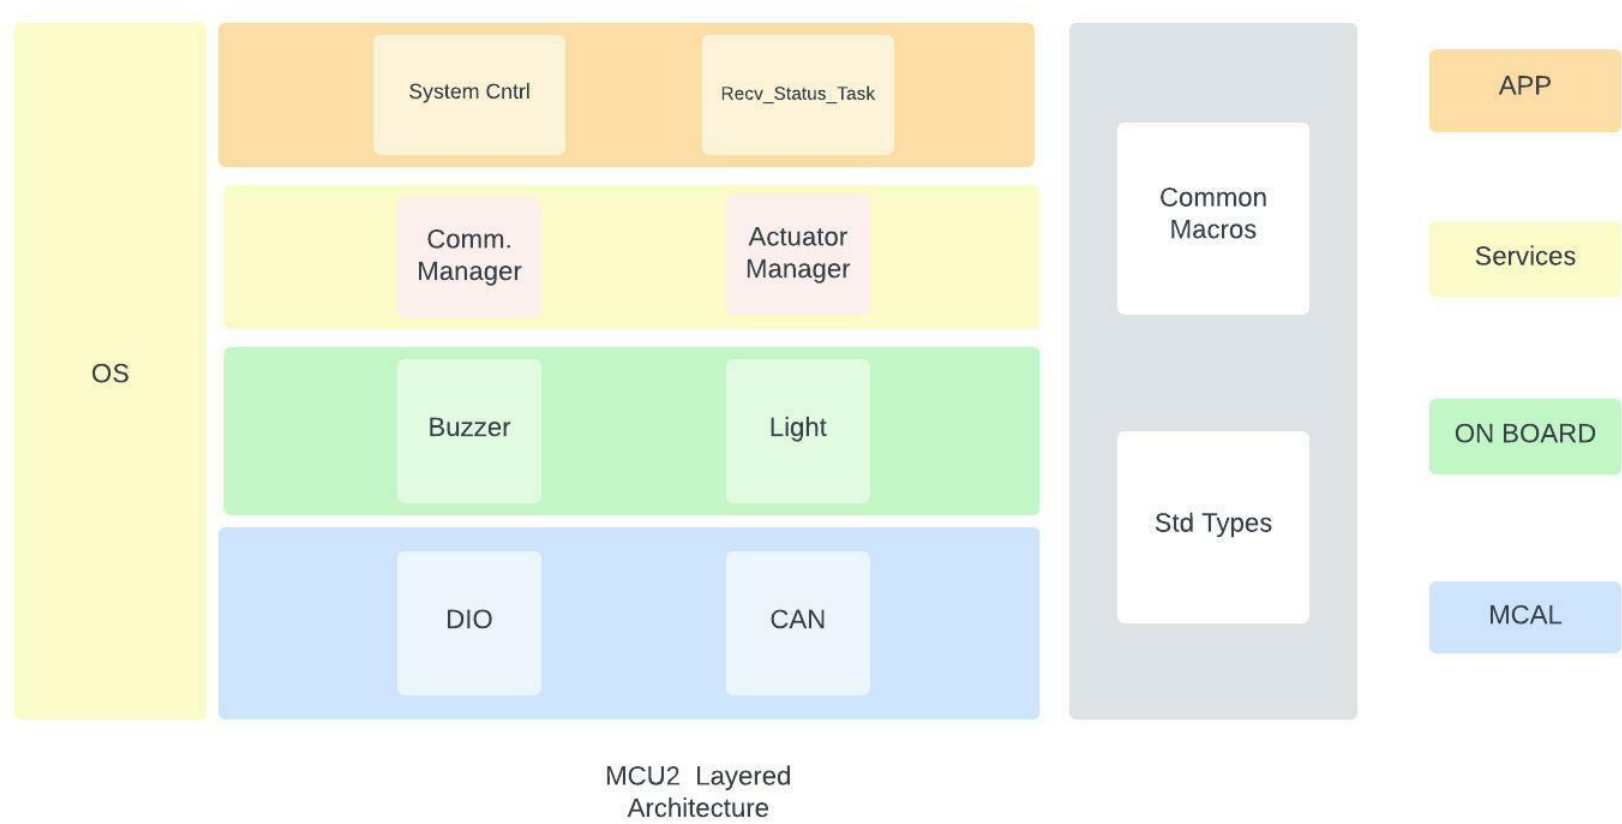 OS
System Cntrl
Recv_Status_Task
Comm.
Manager
Actuator
Manager
Buzzer
Light
DIO
CAN
Common
Macros
Std Types
APP
Services
ON BOARD
MCAL
MCU2 Layered
Architecture